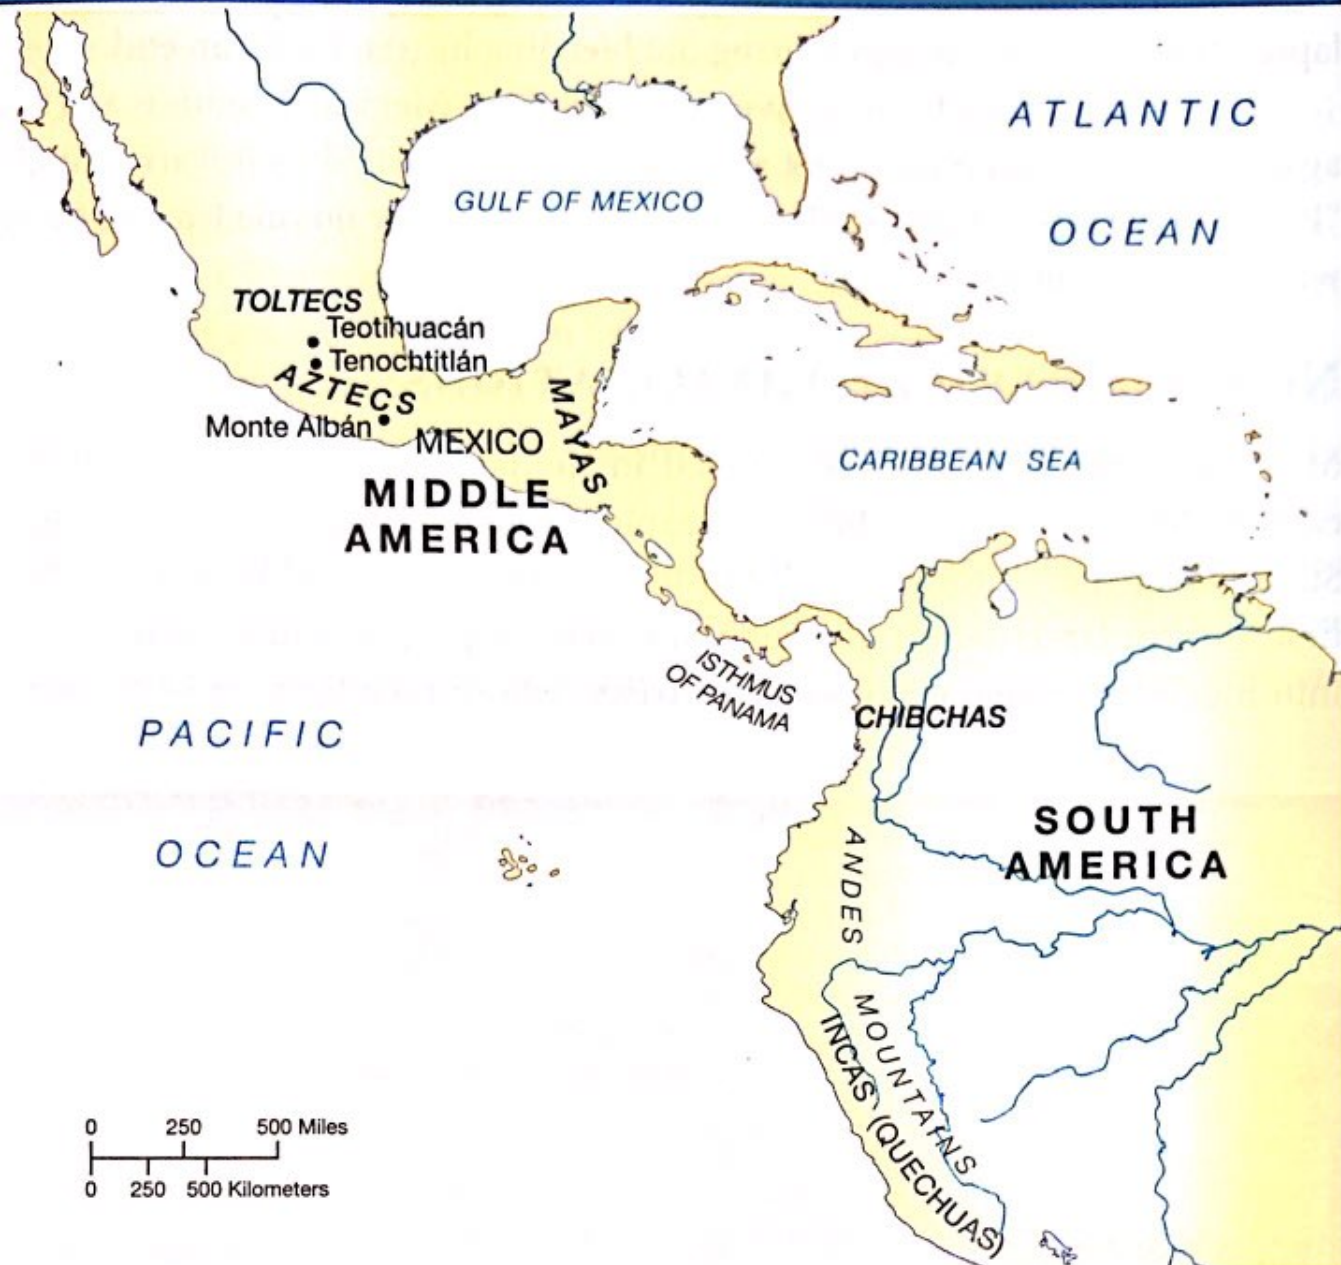 ATLANTIC
OCEAN
GULF OF MEXICO
TOLTECS
Teotihuacán
Tenochtitlán
AZTECS
Monte Albán
MEXICO
MAYAS
MIDDLE
AMERICA
CARIBBEAN SEA
ISTHMUS
OF PANAMA
CHIBCHAS
PACIFIC
OCEAN
SOUTH
AMERICA
ANDES
MOUNTAINS
INCAS (QUECHUAS)
0 250 500 Miles
0 250 500 Kilometers